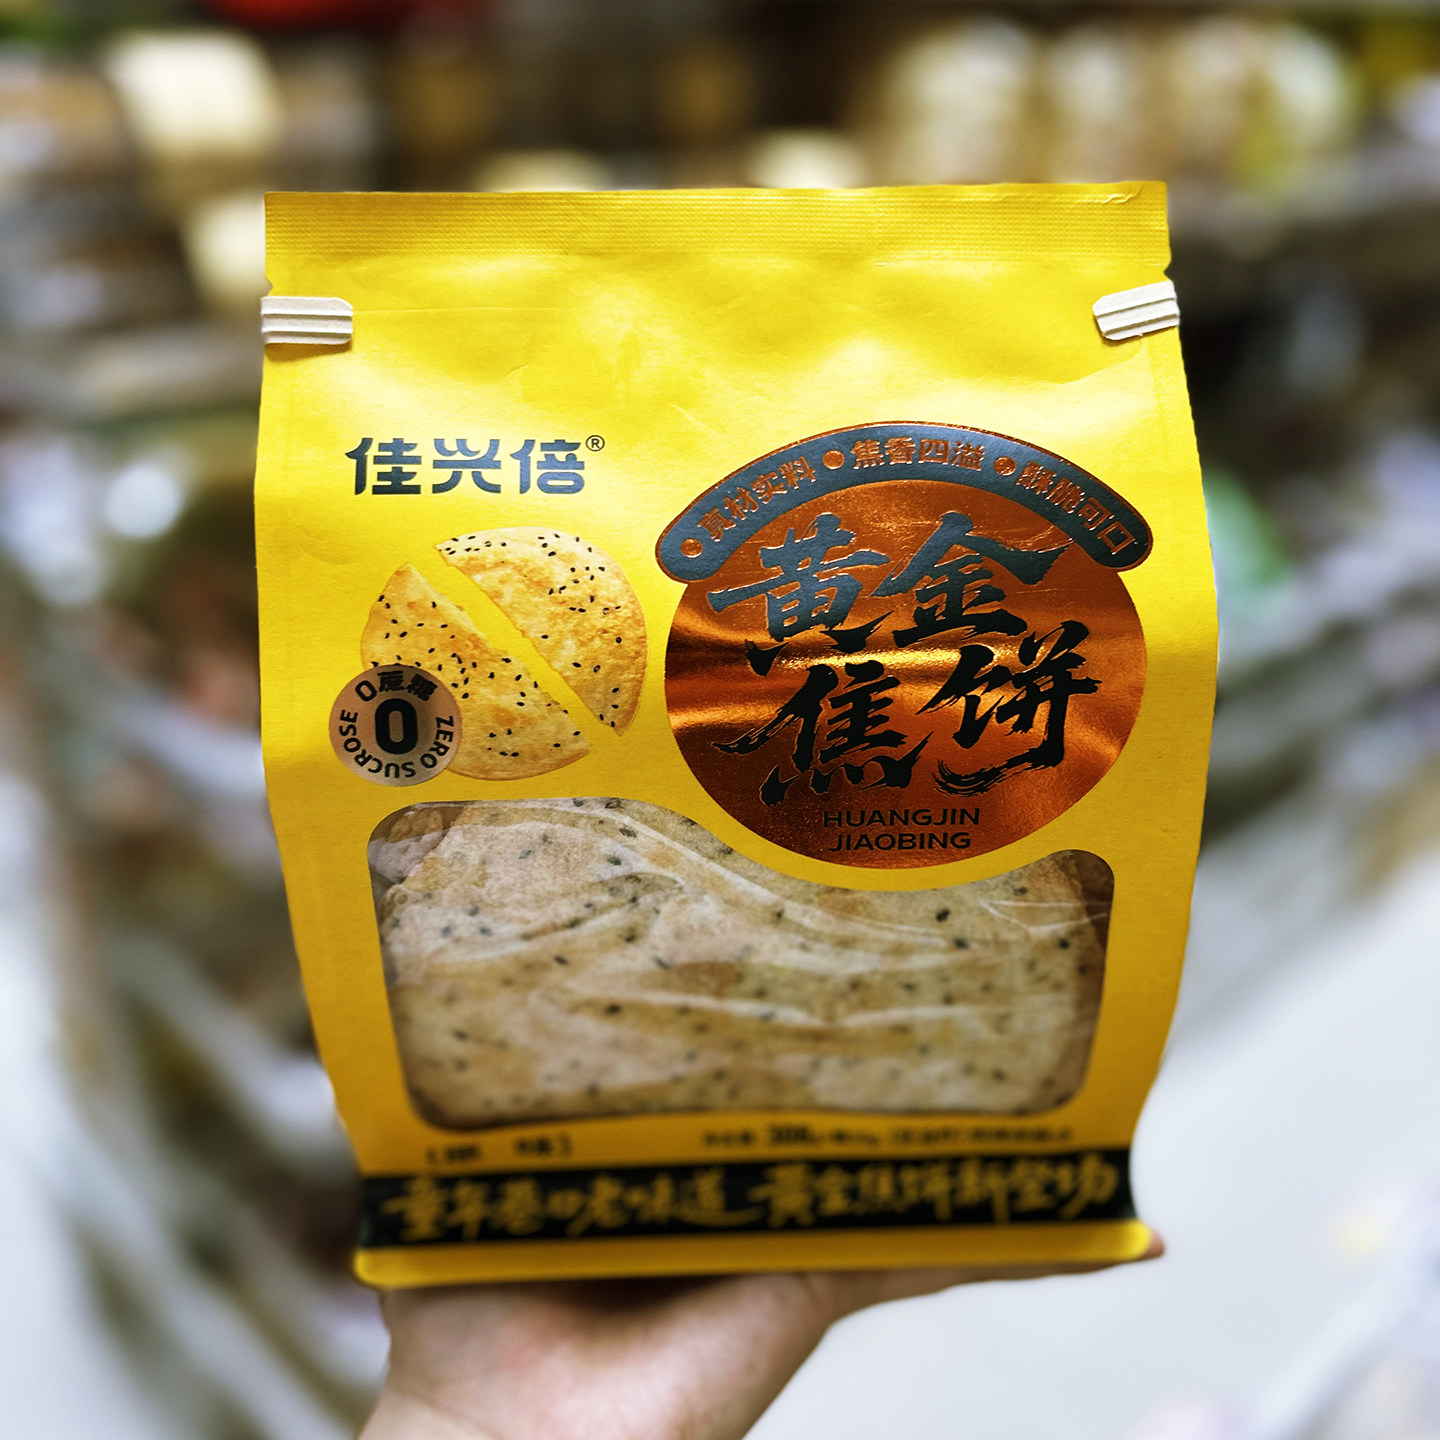 佳兴倍®
真材实料 焦香四溢 酥脆可口
黄金
焦饼
HUANGJIN
JIAOBING
0蔗糖
0
ZERO SUCROSE
童年巷口老味道 黄金焦饼新登场